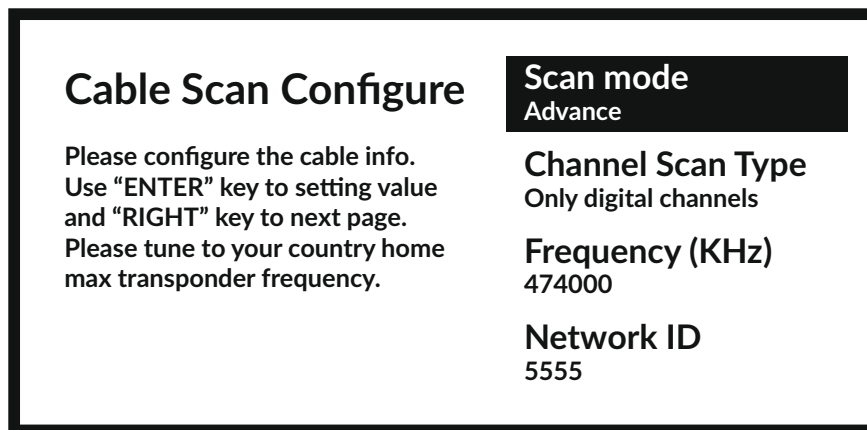 Cable Scan Configure
Please configure the cable info.
Use “ENTER” key to setting value
and “RIGHT” key to next page.
Please tune to your country home
max transponder frequency.
Scan mode
Advance
Channel Scan Type
Only digital channels
Frequency (KHz)
474000
Network ID
5555